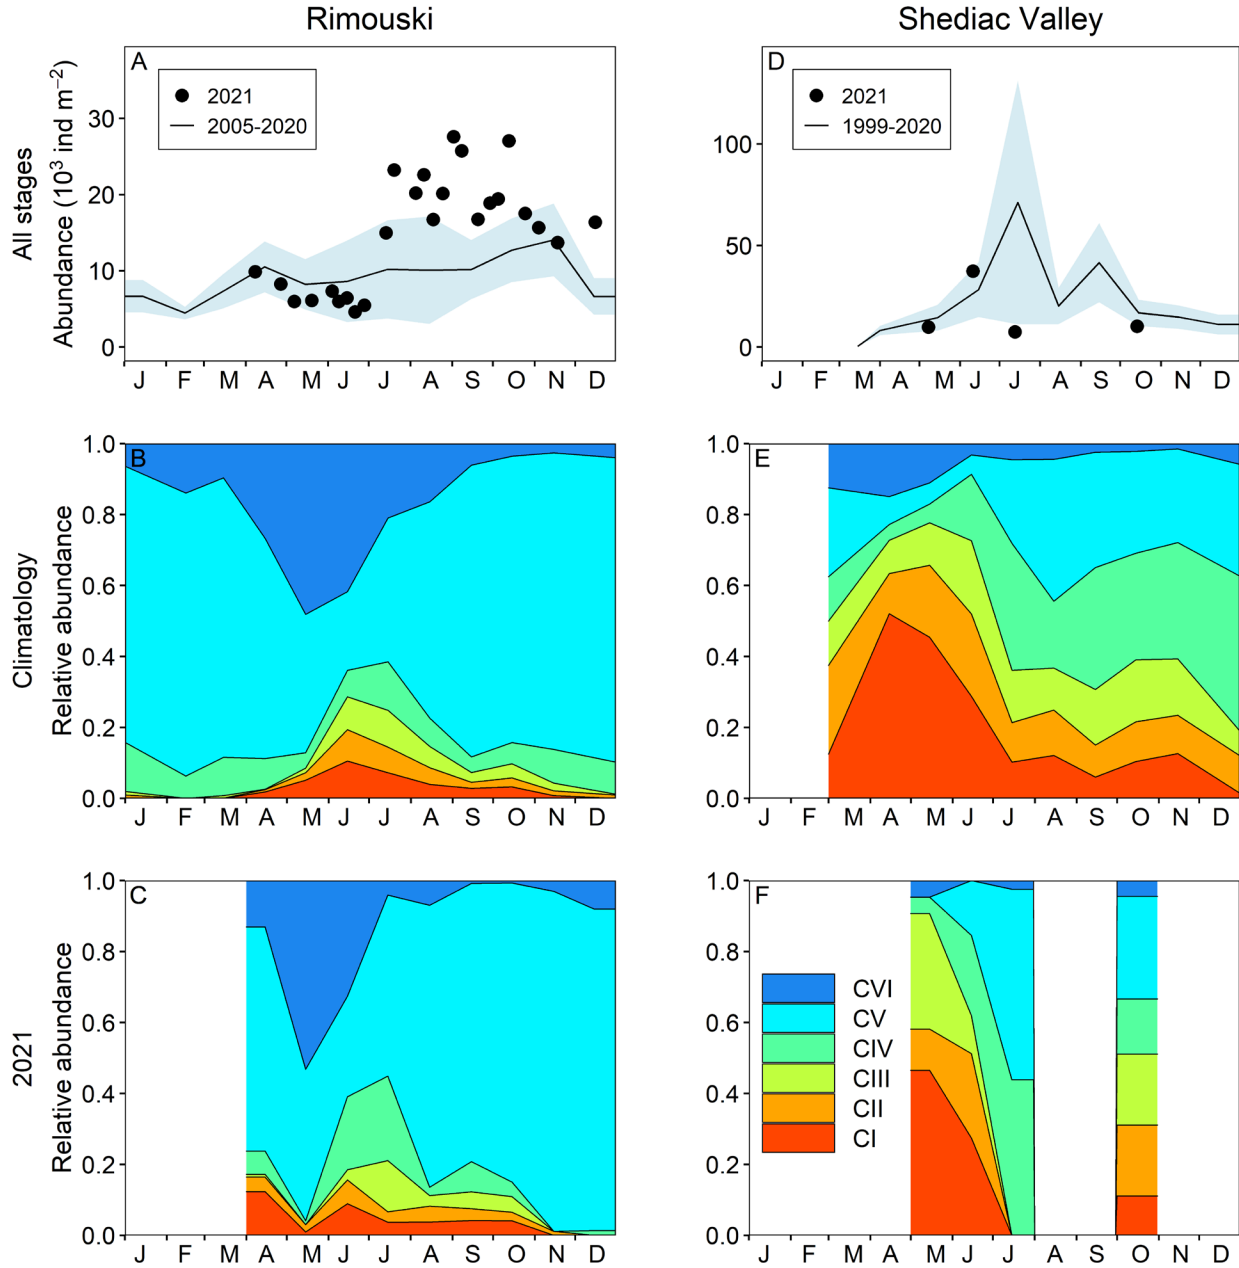 Rimouski
Shediac Valley
All stages
Abundance (10³ ind m⁻²)
A
2021
2005-2020
30
20
10
0
J F M A M J J A S O N D
D
2021
1999-2020
100
50
0
J F M A M J J A S O N D
Climatology
Relative abundance
B
1.0
0.8
0.6
0.4
0.2
0.0
J F M A M J J A S O N D
E
1.0
0.8
0.6
0.4
0.2
0.0
J F M A M J J A S O N D
2021
Relative abundance
C
1.0
0.8
0.6
0.4
0.2
0.0
J F M A M J J A S O N D
F
1.0
0.8
0.6
0.4
0.2
0.0
CVI
CV
CIV
CIII
CII
CI
J F M A M J J A S O N D